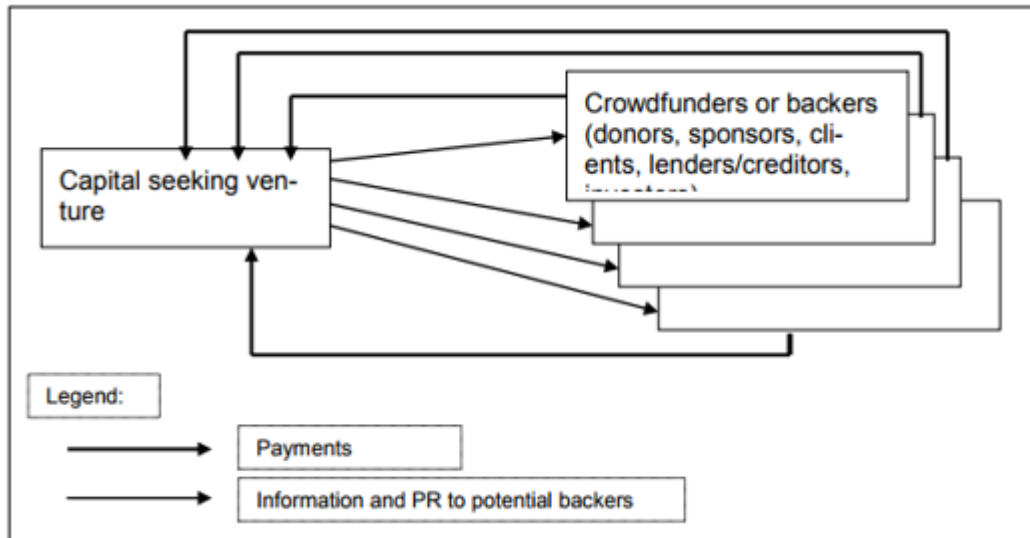 Crowdfunders or backers
(donors, sponsors, cli-
ents, lenders/creditors,
investors)
Capital seeking ven-
ture
Legend:
Payments
Information and PR to potential backers